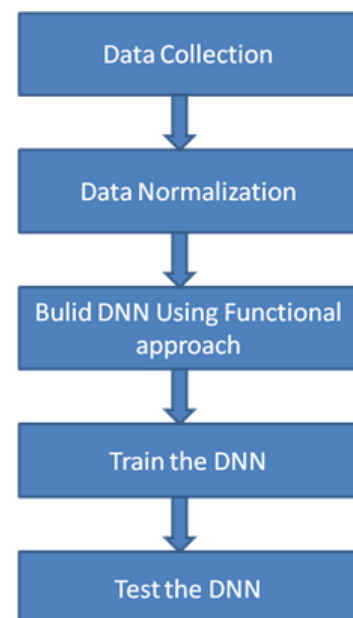 Data Collection
Data Normalization
Bulid DNN Using Functional
approach
Train the DNN
Test the DNN